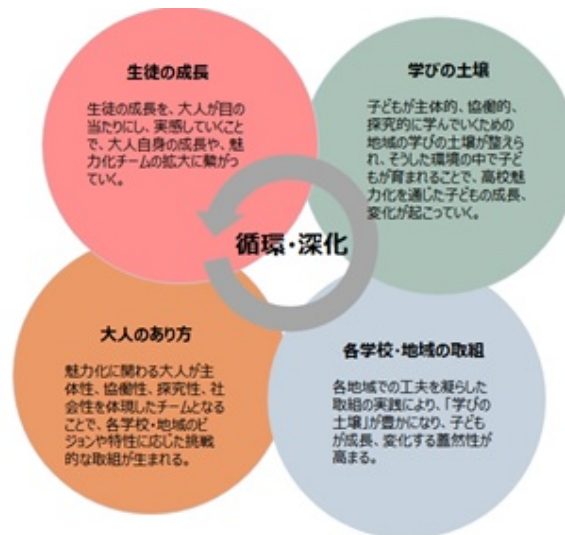 生徒の成長
生徒の成長を、大人が目の
当たりにし、実感していくこと
で、大人自身の成長や、魅
力化チームの拡大に繋がっ
ていく。
学びの土壌
子どもが主体的、協働的、
探究的に学んでいくための
地域の学びの土壌が整えら
れ、そうした環境の中で子ど
もが育まれることで、高校魅
力化を通じた子どもの成長、
変化が起こっていく。
循環・深化
大人のあり方
魅力化に関わる大人が主
体性、協働性、探究性、社
会性を体現したチームとなる
ことで、各学校・地域のビ
ジョンや特性に応じた挑戦
的な取組が生まれる。
各学校・地域の取組
各地域での工夫を凝らした
取組の実践により、「学びの
土壌」が豊かになり、子ども
が成長、変化する蓋然性が
高まる。